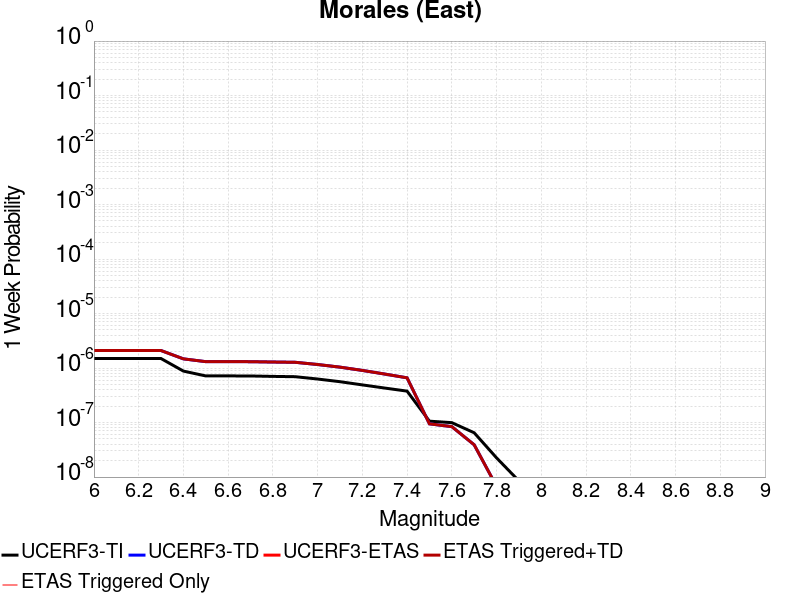 Morales (East)
10^0
10^-1
10^-2
10^-3
10^-4
10^-5
10^-6
10^-7
10^-8
1 Week Probability
6 6.2 6.4 6.6 6.8 7 7.2 7.4 7.6 7.8 8 8.2 8.4 8.6 8.8 9
Magnitude
UCERF3-TI UCERF3-TD UCERF3-ETAS ETAS Triggered+TD
ETAS Triggered Only